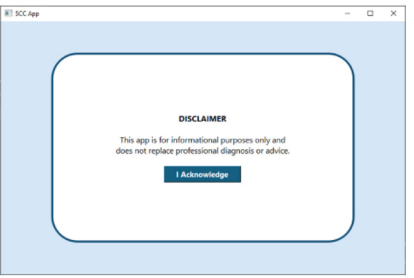 SCC App
DISCLAIMER
This app is for informational purposes only and
does not replace professional diagnosis or advice.
I Acknowledge